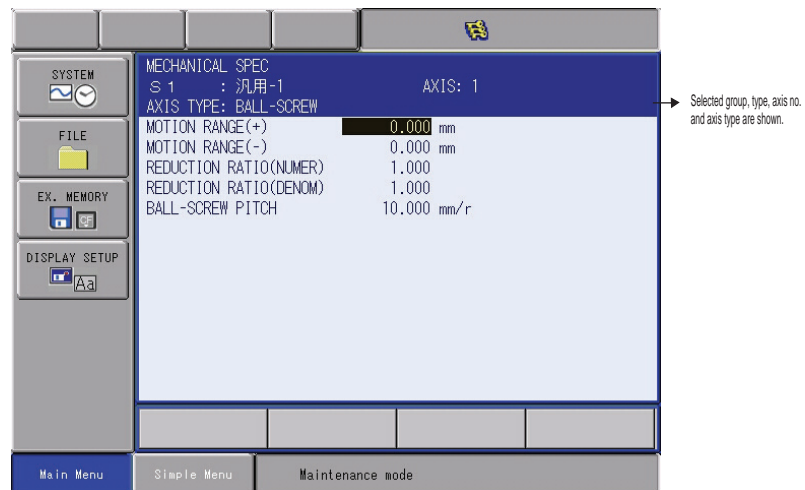 SYSTEM
FILE
EX. MEMORY
CF
DISPLAY SETUP
Aa
MECHANICAL SPEC
S1 : 汎用-1 AXIS: 1
AXIS TYPE: BALL-SCREW
MOTION RANGE(+) 0.000 mm
MOTION RANGE(-) 0.000 mm
REDUCTION RATIO(NUMER) 1.000
REDUCTION RATIO(DENOM) 1.000
BALL-SCREW PITCH 10.000 mm/r
Selected group, type, axis no.
and axis type are shown.
Main Menu
Simple Menu
Maintenance mode